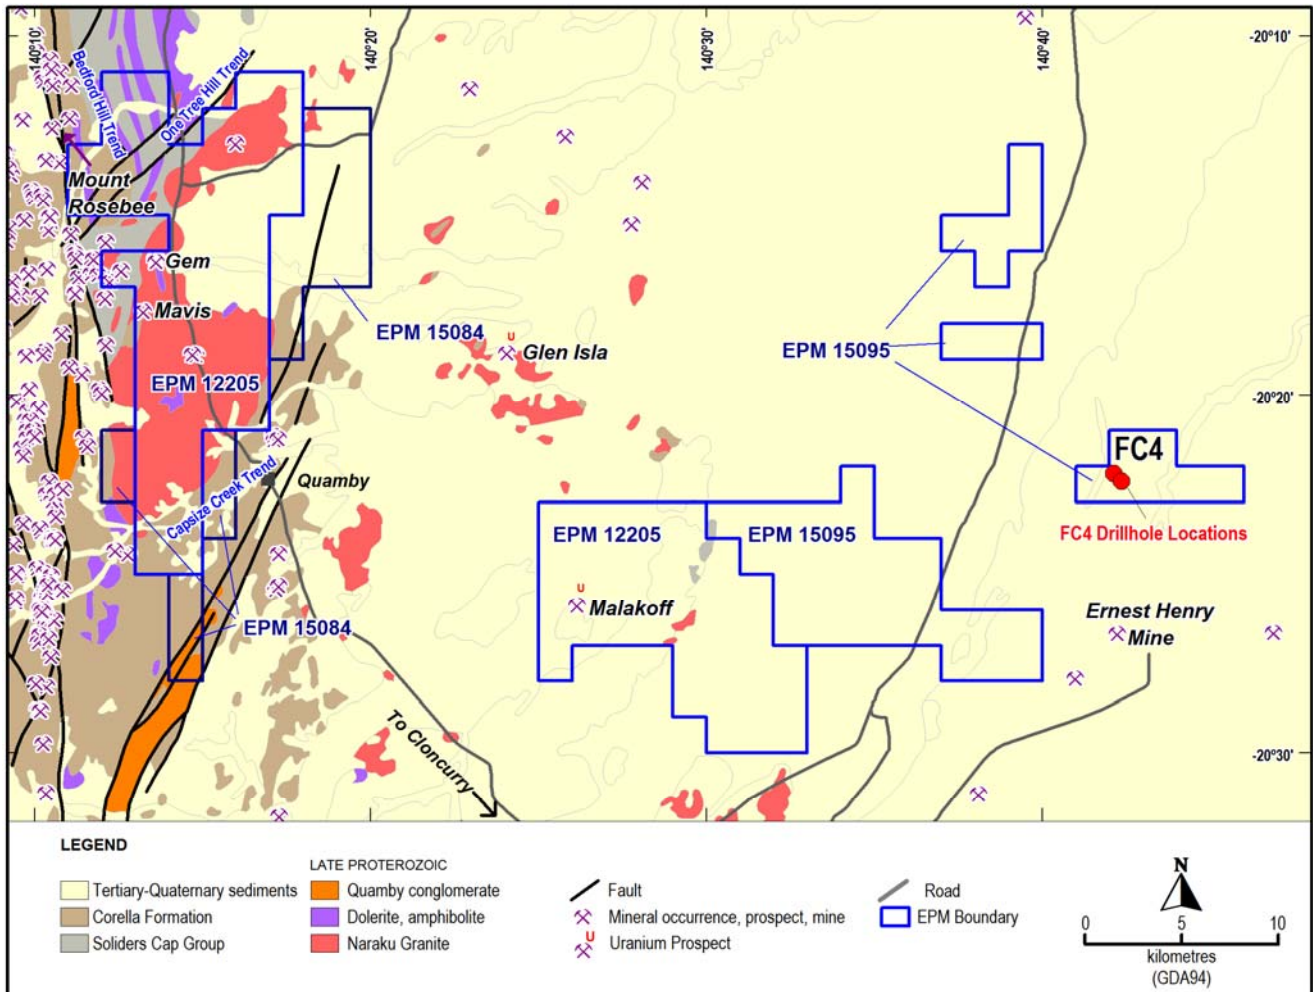 140°10'
140°20'
140°30'
140°40'
-20°10'
Bedford Hill Trend
One Tree Hill Trend
Mount
Rosebee
Gem
Mavis
EPM 15084
U
Glen Isla
EPM 15095
EPM 12205
-20°20'
FC4
Capsize Creek Trend
Quamby
EPM 12205
EPM 15095
FC4 Drillhole Locations
U
Malakoff
Ernest Henry
Mine
EPM 15084
To Cloncurry
-20°30'
LEGEND
LATE PROTEROZOIC
Tertiary-Quaternary sediments
Corella Formation
Soliders Cap Group
Quamby conglomerate
Dolerite, amphibolite
Naraku Granite
Fault
Mineral occurrence, prospect, mine
U
Uranium Prospect
Road
EPM Boundary
N
0 5 10
kilometres
(GDA94)